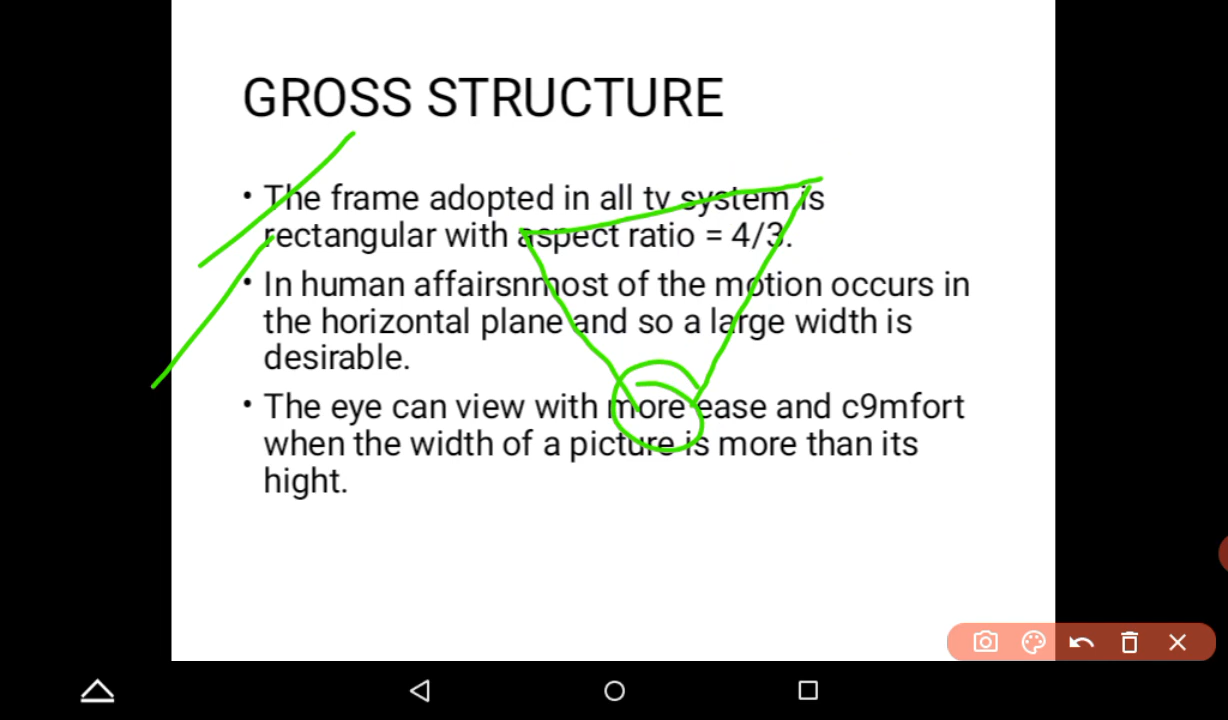 GROSS STRUCTURE
• The frame adopted in all tv system is
rectangular with aspect ratio = 4/3.
• In human affairsnmost of the motion occurs in
the horizontal plane and so a large width is
desirable.
• The eye can view with more ease and c9mfort
when the width of a picture is more than its
hight.